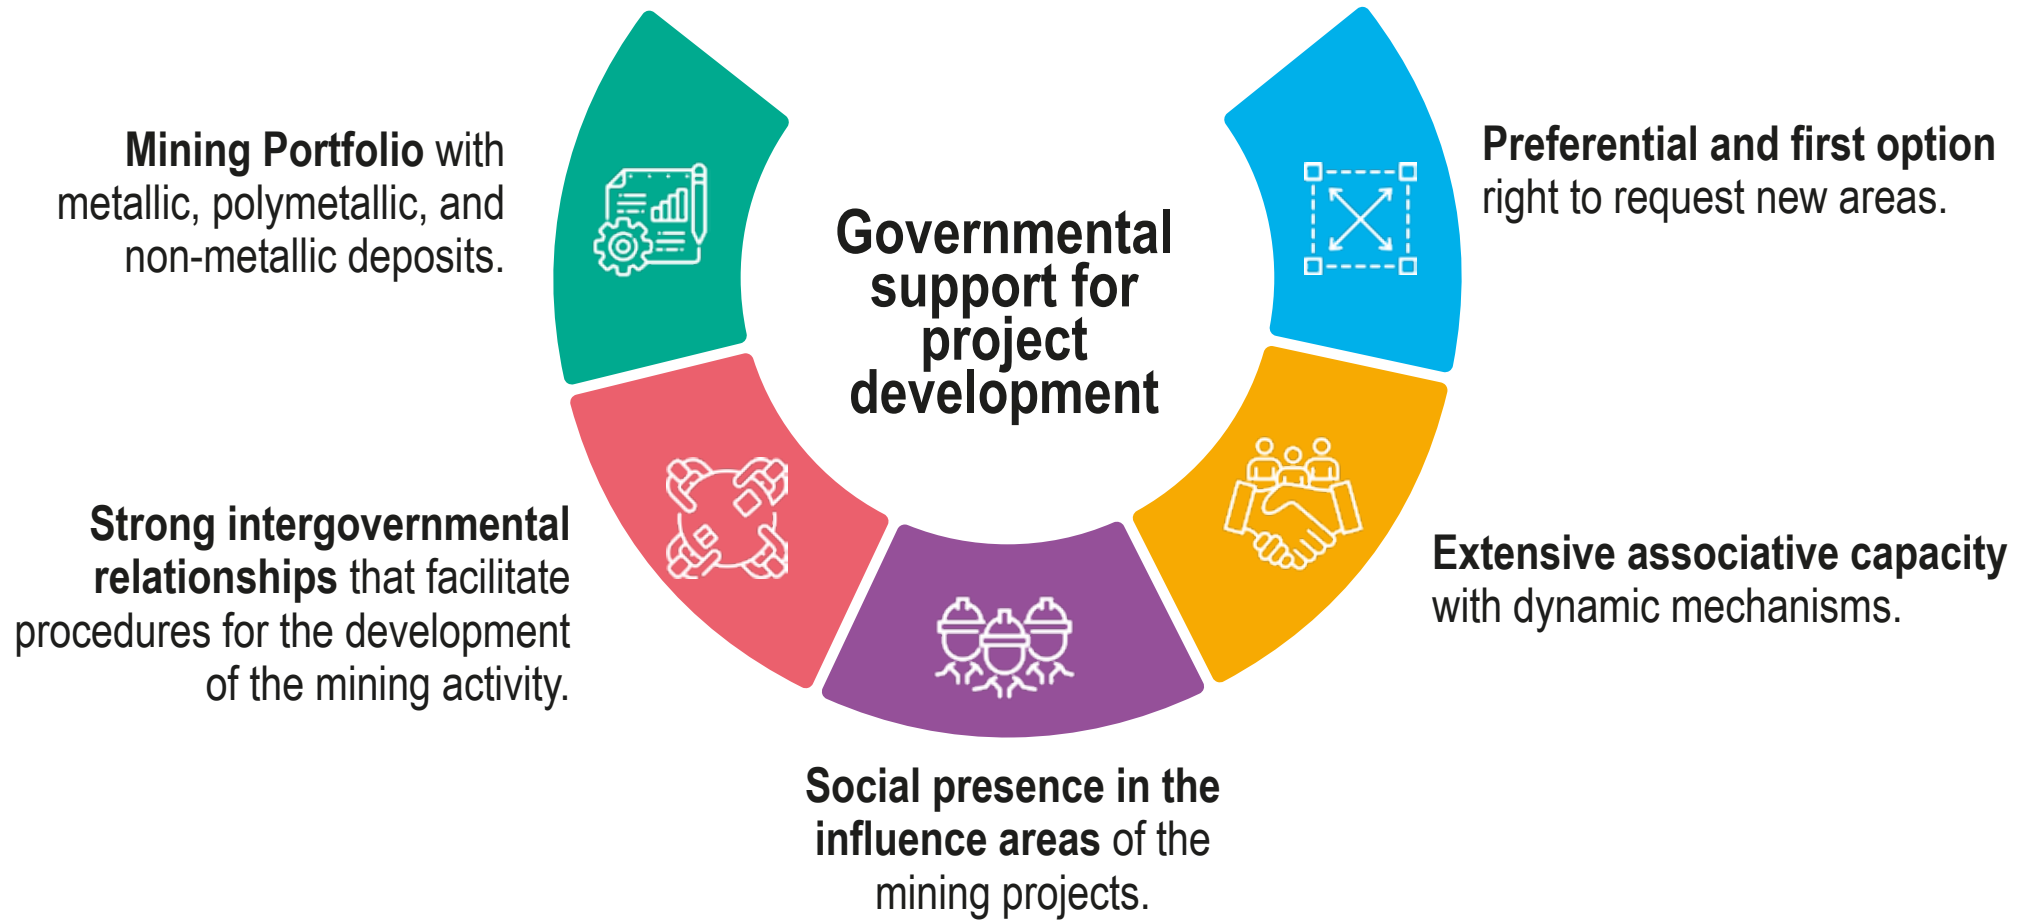 Mining Portfolio with
metallic, polymetallic, and
non-metallic deposits.
Strong intergovernmental
relationships that facilitate
procedures for the development
of the mining activity.
Governmental
support for
project
development
Social presence in the
influence areas of the
mining projects.
Preferential and first option
right to request new areas.
Extensive associative capacity
with dynamic mechanisms.